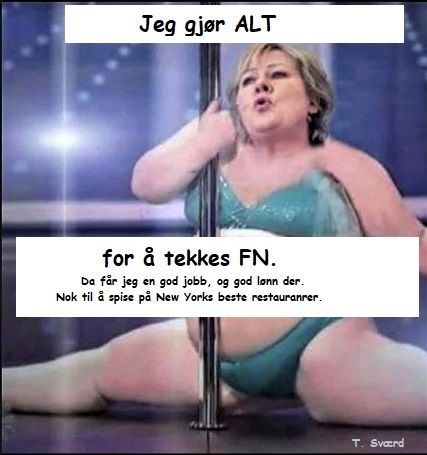 Jeg gjør ALT
for å tekkes FN.
Da får jeg en god jobb, og god lønn der.
Nok til å spise på New Yorks beste restauranrer.
T. Sværd